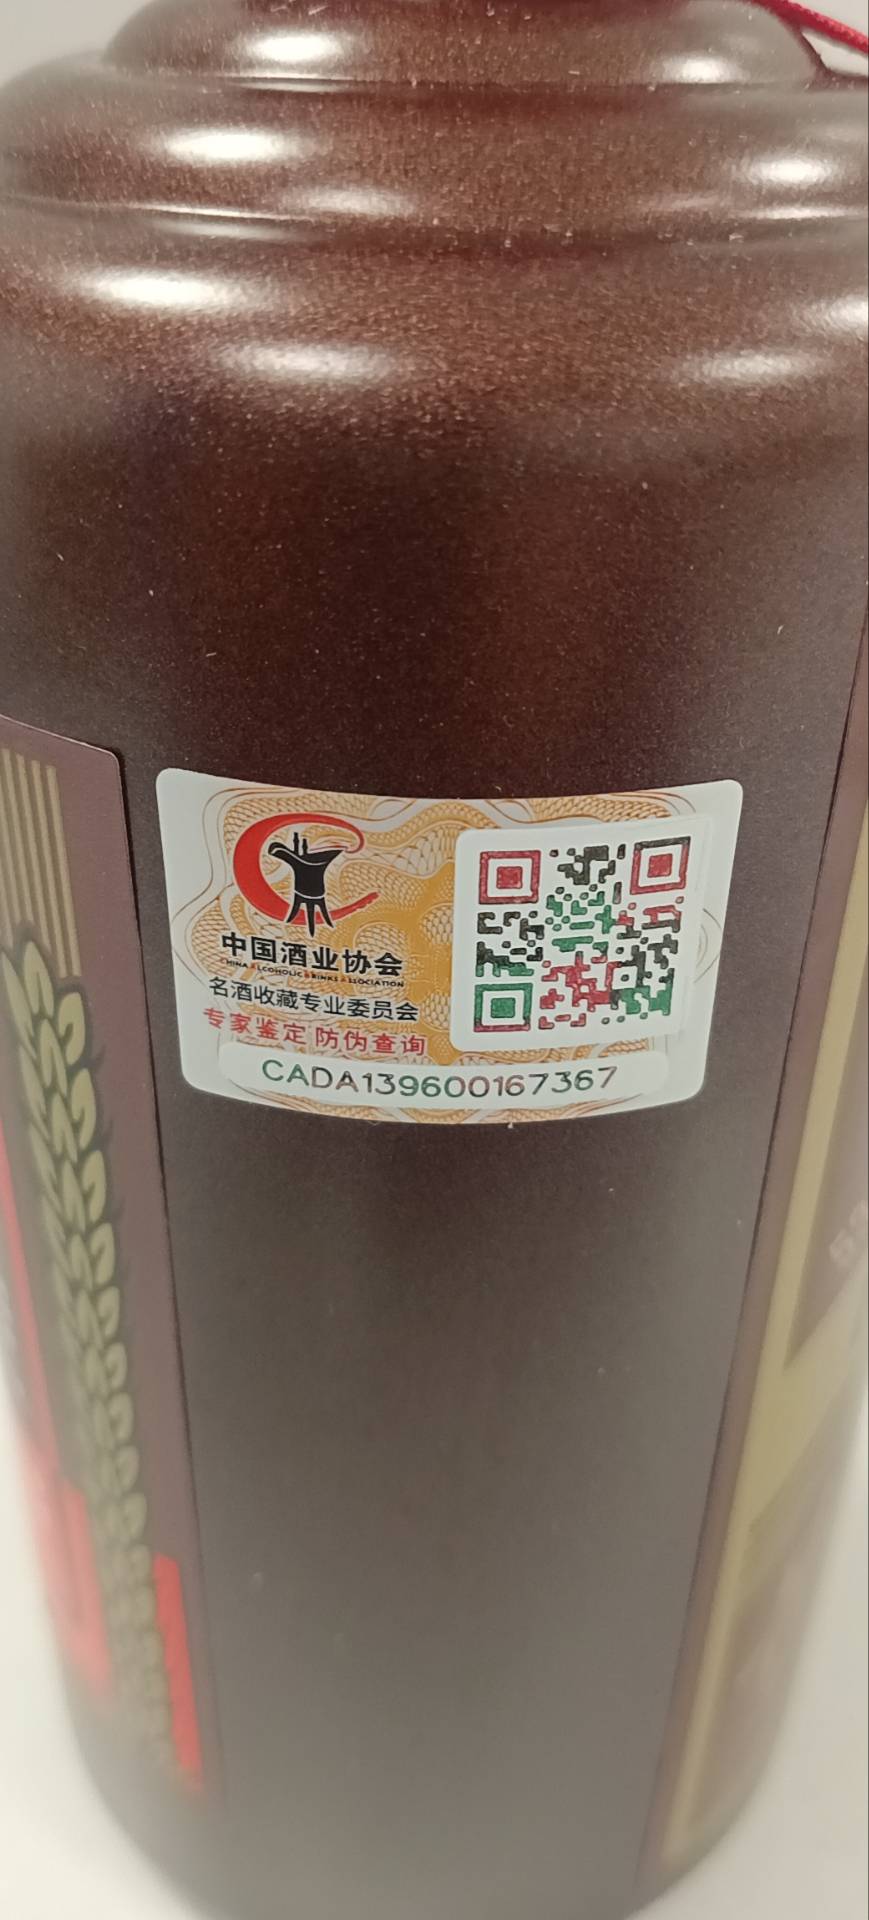 中国酒业协会
CHINA ALCOHOLIC DRINKS ASSOCIATION
名酒收藏专业委员会
专家鉴定 防伪查询
CADA139600167367